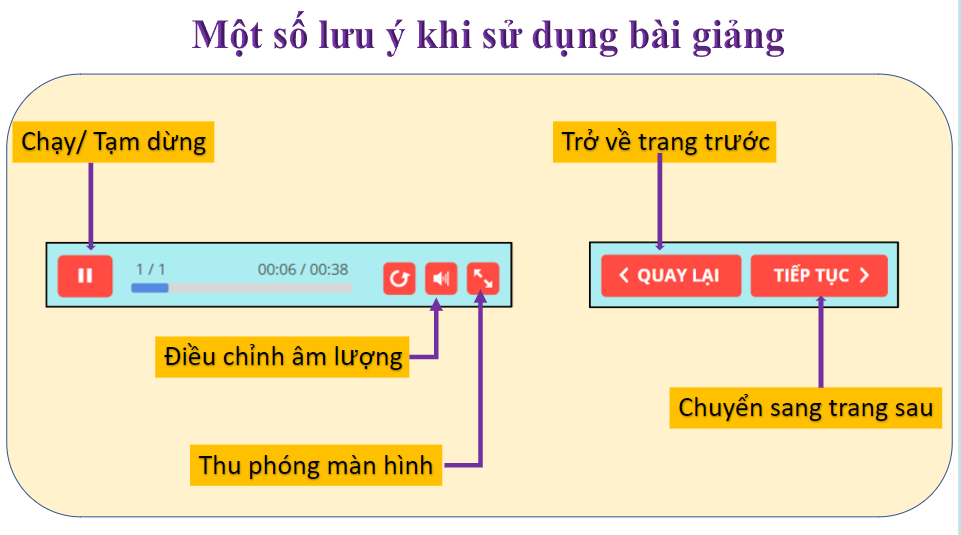 Một số lưu ý khi sử dụng bài giảng
Chạy/ Tạm dừng
Trở về trang trước
1 / 1
00:06 / 00:38
QUAY LẠI
TIẾP TỤC
Điều chỉnh âm lượng
Chuyển sang trang sau
Thu phóng màn hình